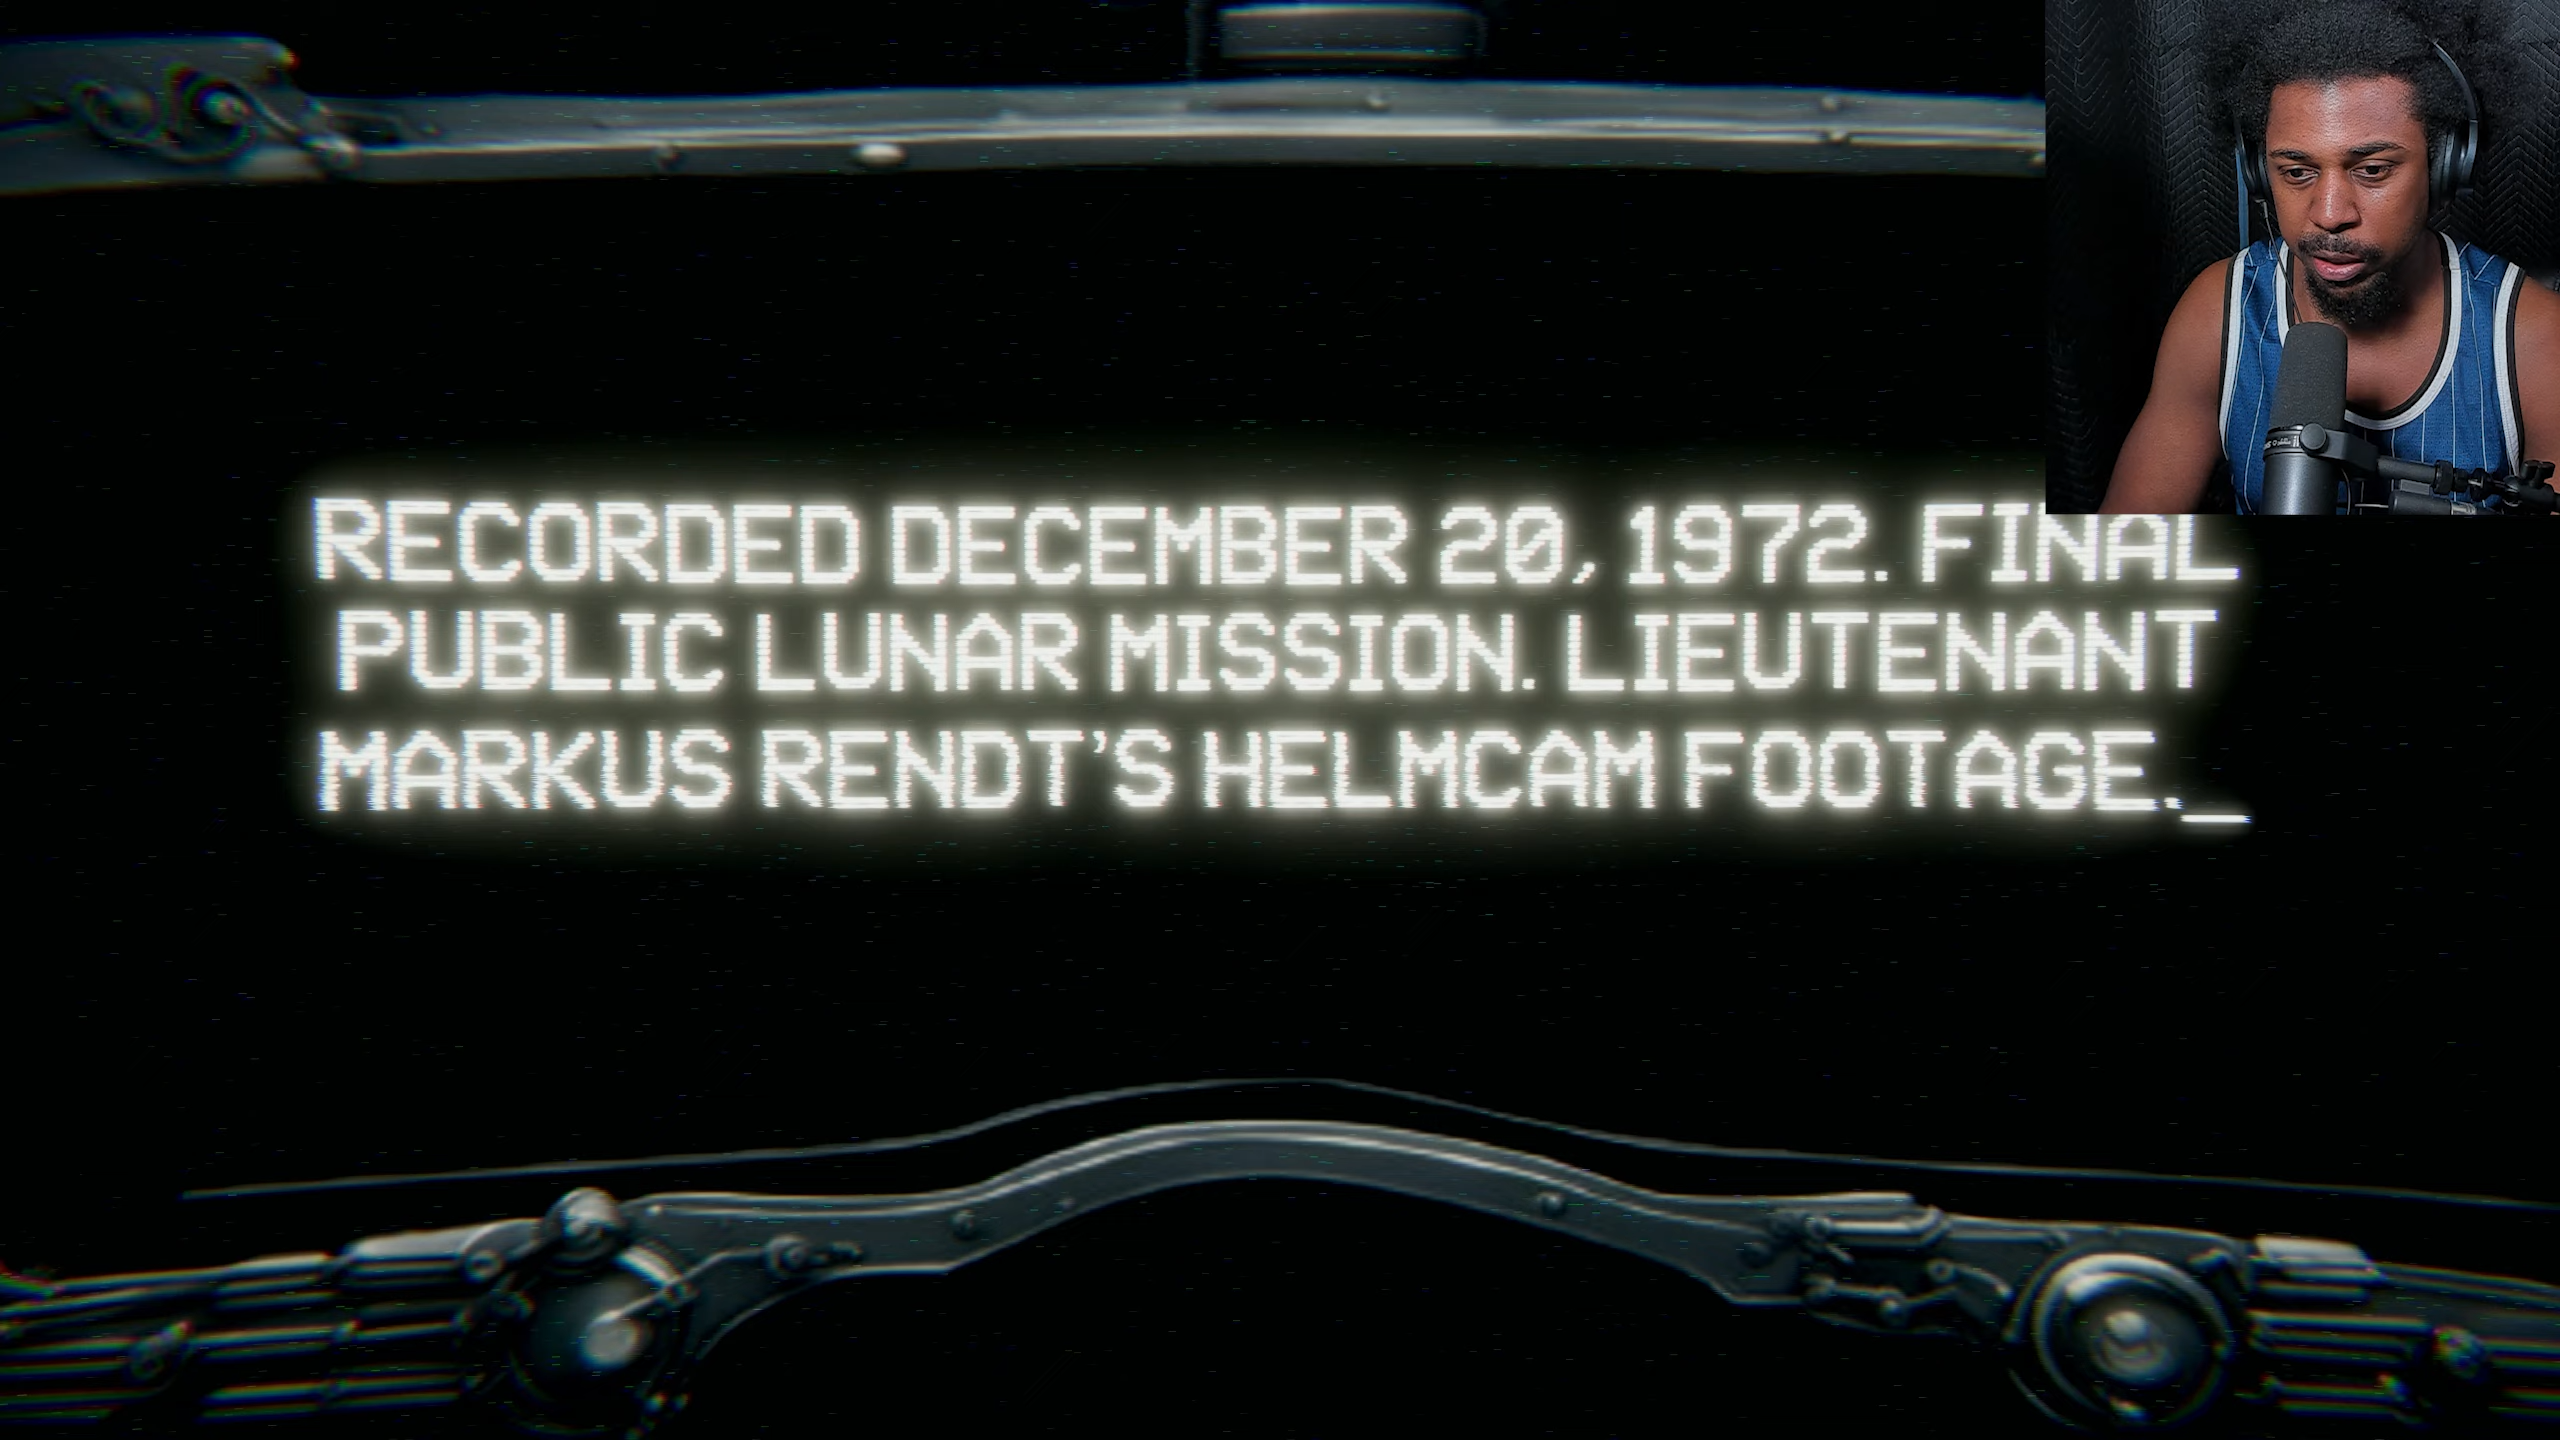 RECORDED DECEMBER 20, 1972. FINAL
PUBLIC LUNAR MISSION. LIEUTENANT
MARKUS RENDT'S HELMCAM FOOTAGE._